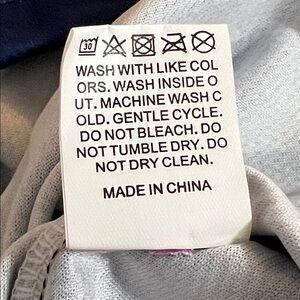 30
WASH WITH LIKE COL
ORS. WASH INSIDE O
UT. MACHINE WASH C
OLD. GENTLE CYCLE.
DO NOT BLEACH. DO
NOT TUMBLE DRY. DO
NOT DRY CLEAN.
MADE IN CHINA